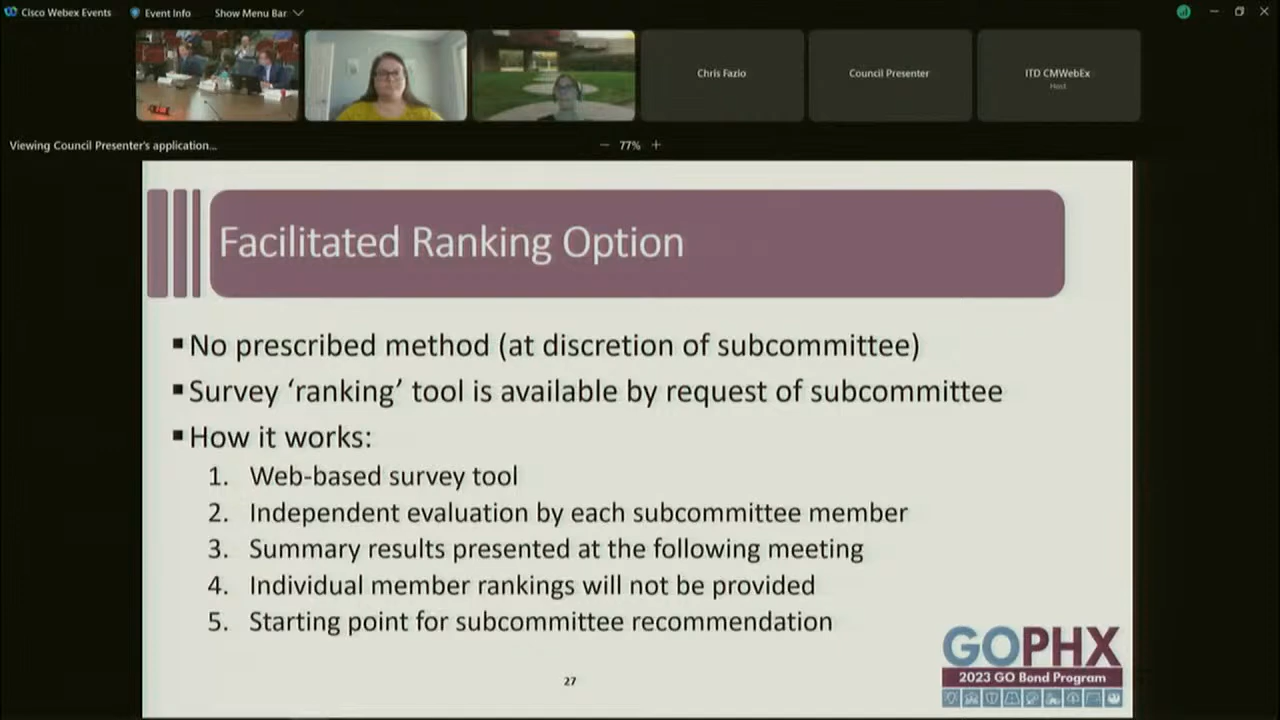 Cisco Webex Events
Event Info
Show Menu Bar
Chris Fazio
Council Presenter
ITD CMWebEx
Host
Viewing Council Presenter's application...
77%
Facilitated Ranking Option
No prescribed method (at discretion of subcommittee)
Survey ‘ranking’ tool is available by request of subcommittee
How it works:
1. Web-based survey tool
2. Independent evaluation by each subcommittee member
3. Summary results presented at the following meeting
4. Individual member rankings will not be provided
5. Starting point for subcommittee recommendation
GOPHX
2023 GO Bond Program
27